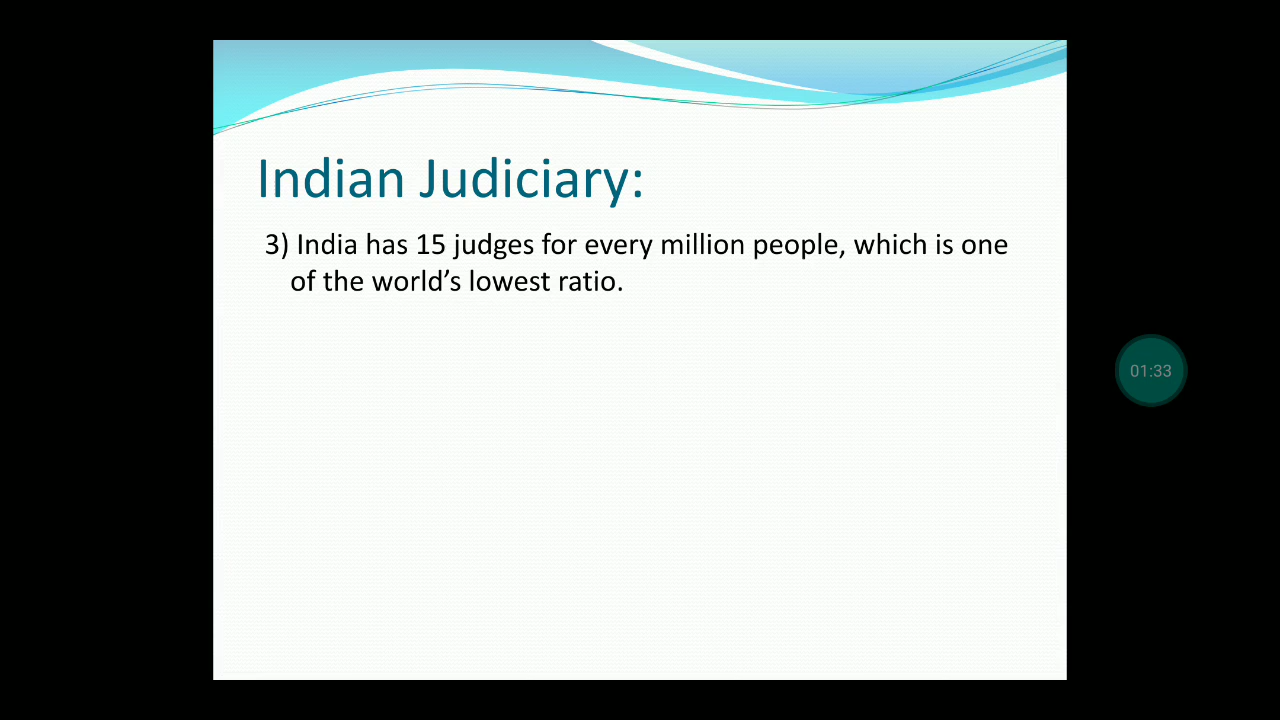 Indian Judiciary:
3) India has 15 judges for every million people, which is one
of the world’s lowest ratio.
01:33